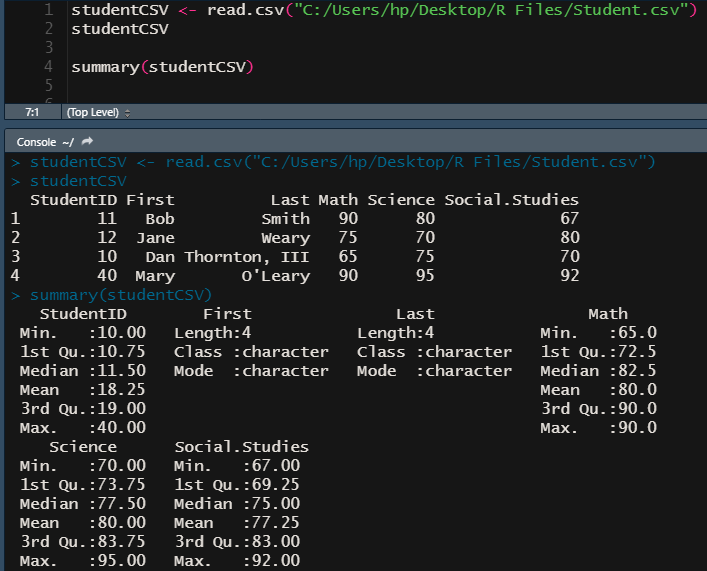 1 studentCSV <- read.csv("C:/Users/hp/Desktop/R Files/Student.csv")
2 studentCSV
3
4 summary(studentCSV)
5
6
7:1 (Top Level)
Console ~/
> studentCSV <- read.csv("C:/Users/hp/Desktop/R Files/Student.csv")
> studentCSV
  StudentID First          Last Math Science Social.Studies
1        11   Bob         Smith   90      80             67
2        12  Jane         Weary   75      70             80
3        10   Dan Thornton, III   65      75             70
4        40  Mary       O'Leary   90      95             92
> summary(studentCSV)
   StudentID        First               Last                Math
 Min.   :10.00   Length:4           Length:4           Min.   :65.0
 1st Qu.:10.75   Class :character   Class :character   1st Qu.:72.5
 Median :11.50   Mode  :character   Mode  :character   Median :82.5
 Mean   :18.25                                         Mean   :80.0
 3rd Qu.:19.00                                         3rd Qu.:90.0
 Max.   :40.00                                         Max.   :90.0
    Science      Social.Studies
 Min.   :70.00   Min.   :67.00
 1st Qu.:73.75   1st Qu.:69.25
 Median :77.50   Median :75.00
 Mean   :80.00   Mean   :77.25
 3rd Qu.:83.75   3rd Qu.:83.00
 Max.   :95.00   Max.   :92.00